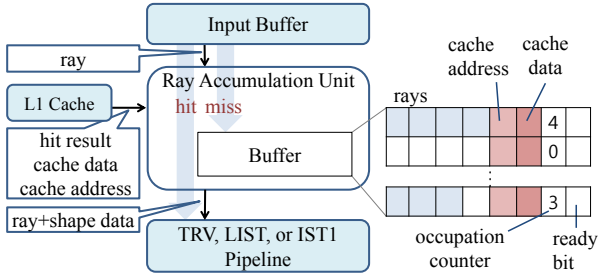 Input Buffer
ray
Ray Accumulation Unit
hit miss
L1 Cache
hit result
cache data
cache address
Buffer
ray+shape data
TRV, LIST, or IST1
Pipeline
cache
address
cache
data
rays
4
0
⋮
3
occupation
counter
ready
bit